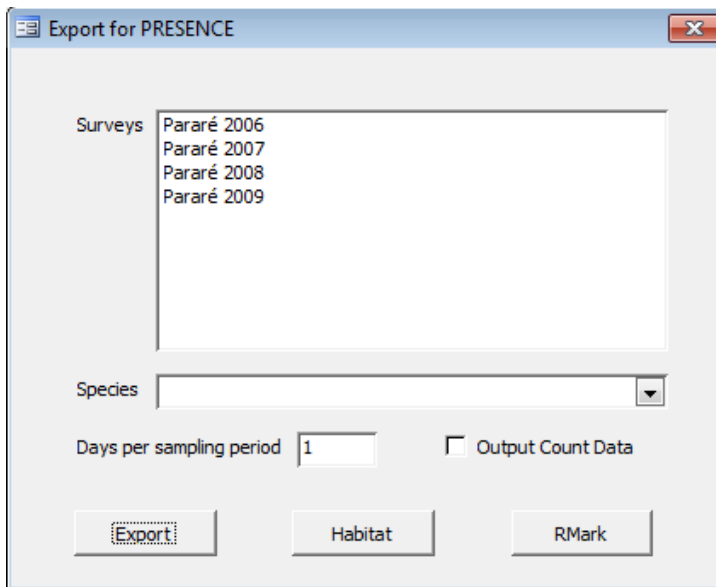 Export for PRESENCE
Surveys
Pararé 2006
Pararé 2007
Pararé 2008
Pararé 2009
Species
Days per sampling period 1 Output Count Data
Export Habitat RMark